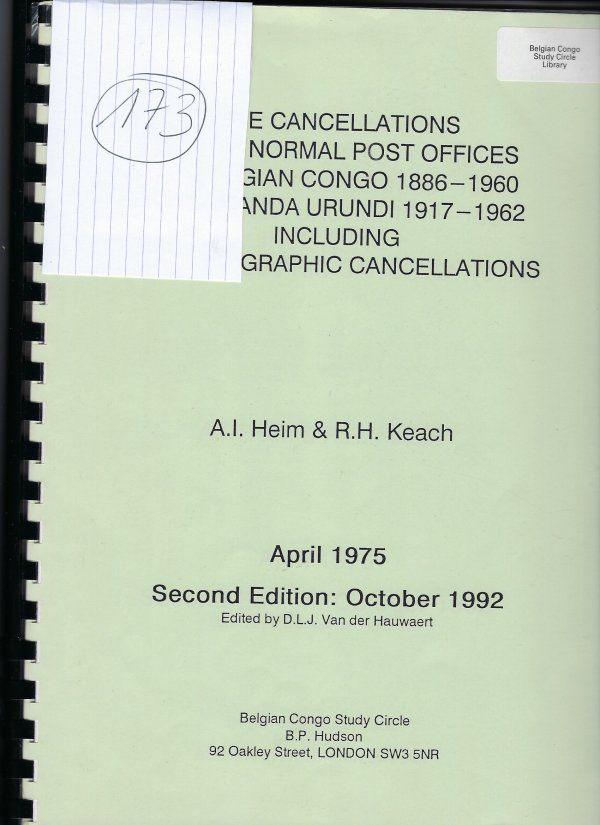 Belgian Congo
Study Circle
Library
173
E CANCELLATIONS
NORMAL POST OFFICES
GIAN CONGO 1886–1960
ANDA URUNDI 1917–1962
INCLUDING
GRAPHIC CANCELLATIONS
A.I. Heim & R.H. Keach
April 1975
Second Edition: October 1992
Edited by D.L.J. Van der Hauwaert
Belgian Congo Study Circle
B.P. Hudson
92 Oakley Street, LONDON SW3 5NR